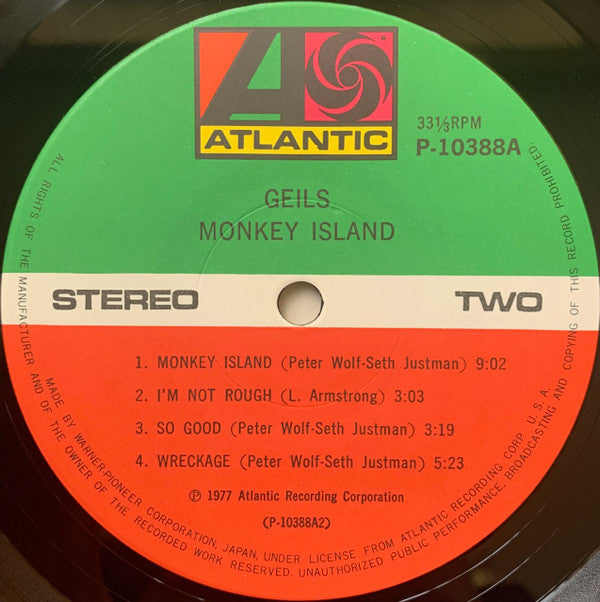 ATLANTIC
33⅓RPM
P-10388A
GEILS
MONKEY ISLAND
STEREO
TWO
1. MONKEY ISLAND (Peter Wolf-Seth Justman) 9:02
2. I'M NOT ROUGH (L. Armstrong) 3:03
3. SO GOOD (Peter Wolf-Seth Justman) 3:19
4. WRECKAGE (Peter Wolf-Seth Justman) 5:23
℗ 1977 Atlantic Recording Corporation
(P-10388A2)
ALL RIGHTS OF THE MANUFACTURER AND OF THE OWNER OF THE RECORDED WORK RESERVED. UNAUTHORIZED PUBLIC PERFORMANCE, BROADCASTING AND COPYING OF THIS RECORD PROHIBITED.
MADE BY WARNER-PIONEER CORPORATION, JAPAN, UNDER LICENSE FROM ATLANTIC RECORDING CORP. U.S.A.